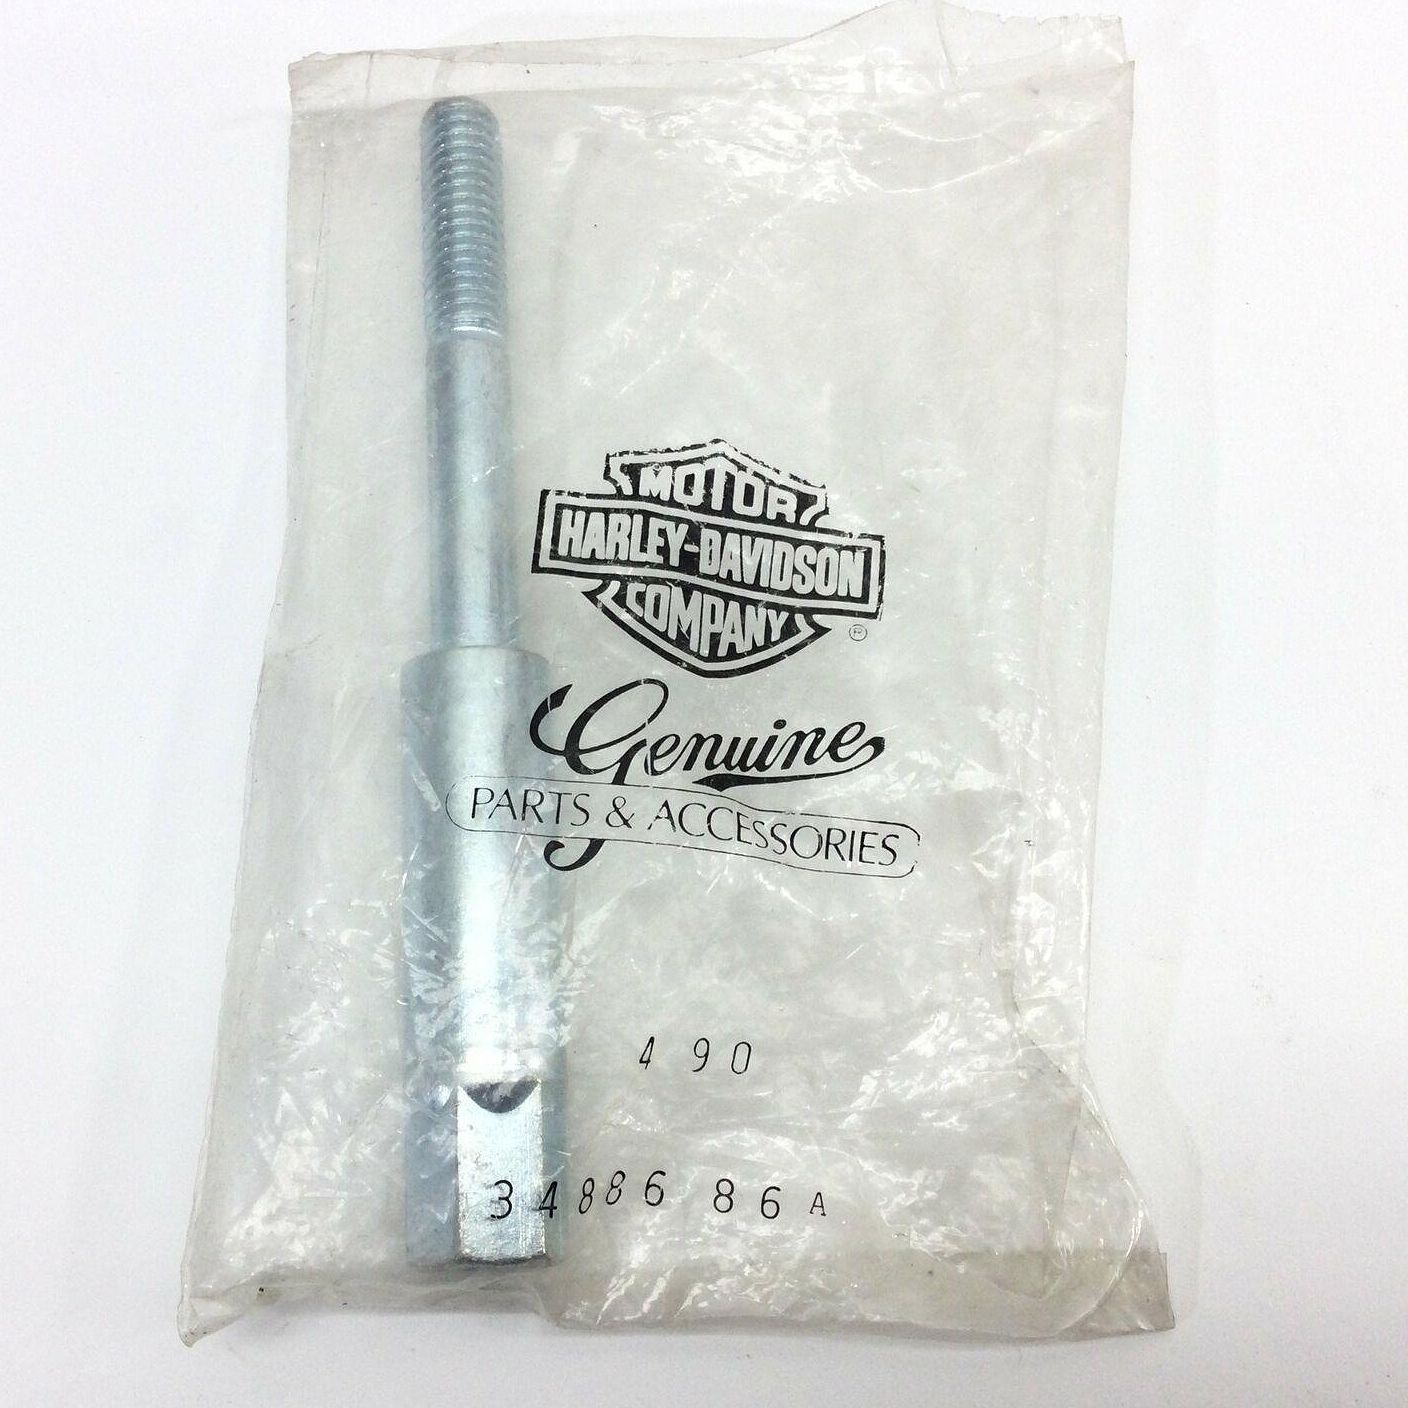 MOTOR
HARLEY-DAVIDSON
COMPANY
®
Genuine
PARTS & ACCESSORIES
4 90
34886 86 A